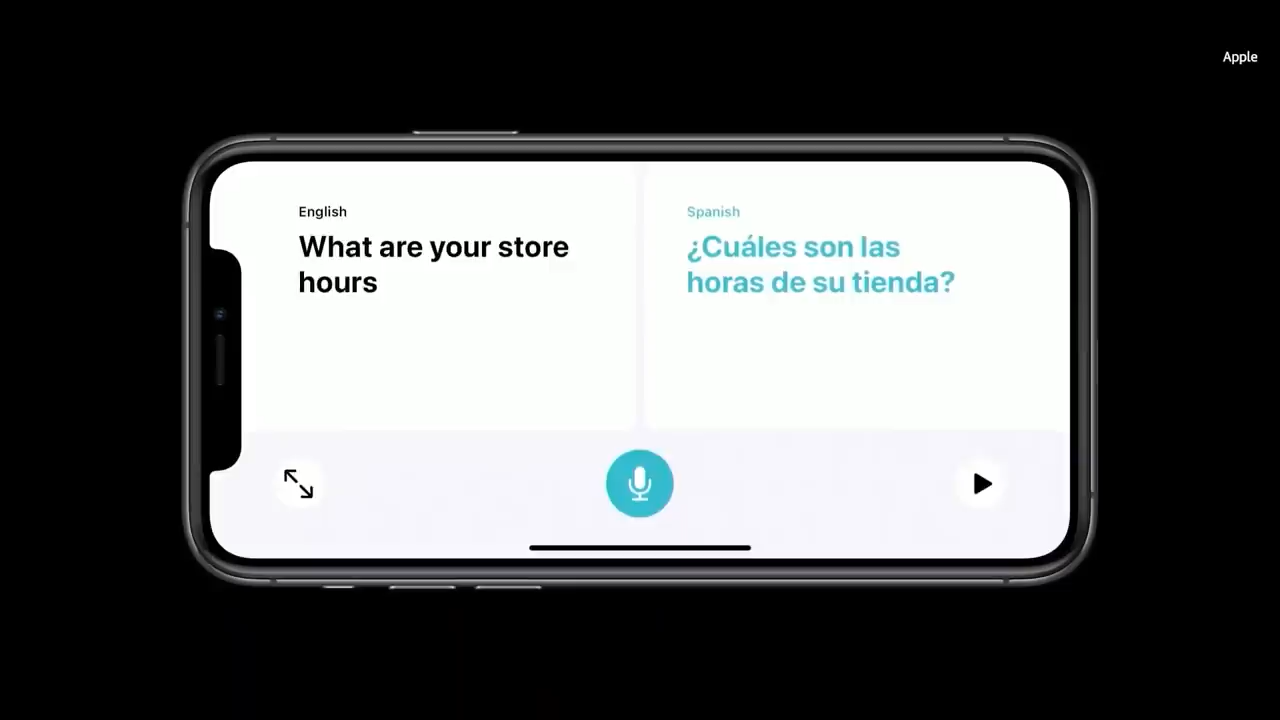 Apple
English
What are your store
hours
Spanish
¿Cuáles son las
horas de su tienda?